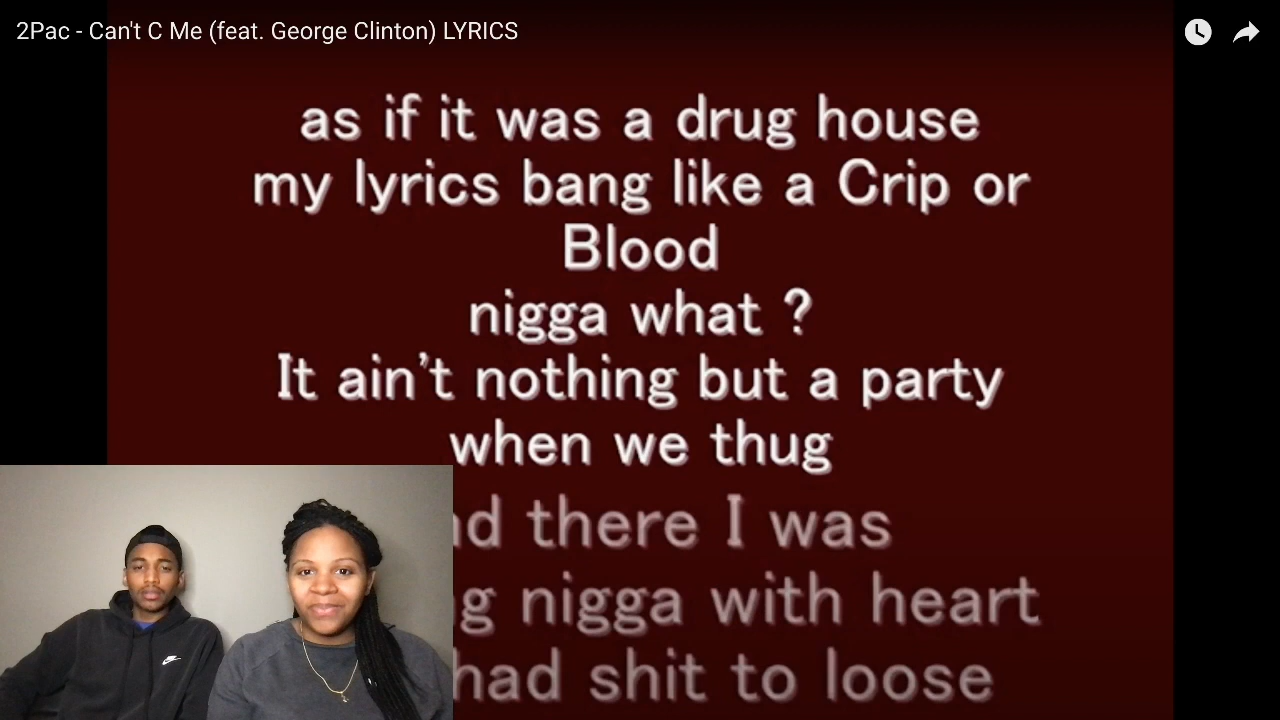 2Pac - Can't C Me (feat. George Clinton) LYRICS
as if it was a drug house
my lyrics bang like a Crip or
Blood
nigga what ?
It ain't nothing but a party
when we thug
there I was
nigga with heart
had shit to loose